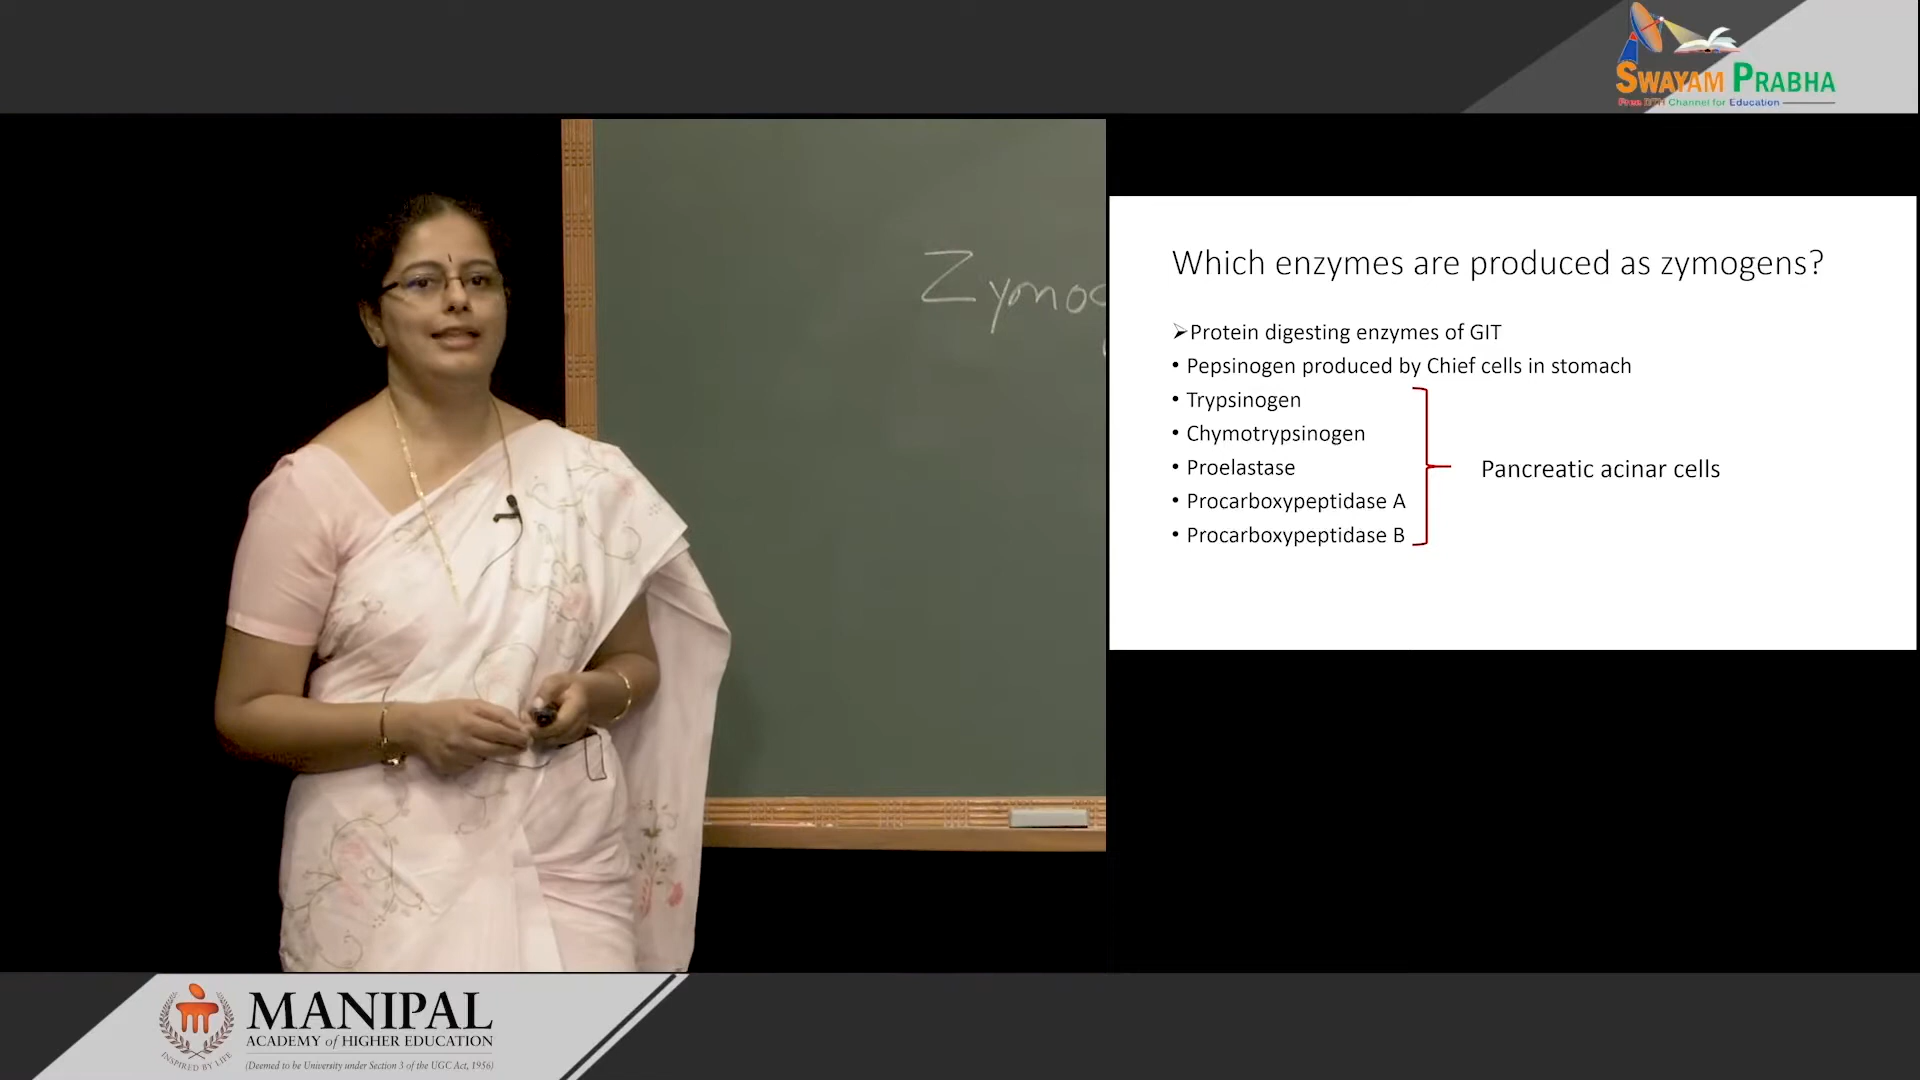 SWAYAM PRABHA
Free DTH Channel for Education
Zymo
Which enzymes are produced as zymogens?
➢Protein digesting enzymes of GIT
• Pepsinogen produced by Chief cells in stomach
• Trypsinogen
• Chymotrypsinogen
• Proelastase
• Procarboxypeptidase A
• Procarboxypeptidase B
Pancreatic acinar cells
INSPIRED BY LIFE
MANIPAL
ACADEMY of HIGHER EDUCATION
(Deemed to be University under Section 3 of the UGC Act, 1956)